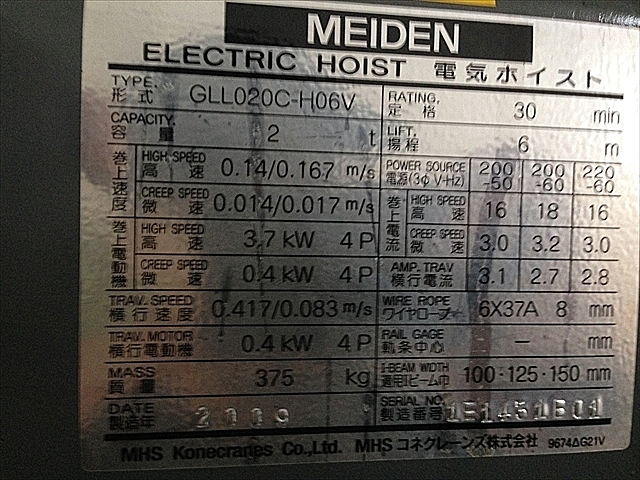 MEIDEN
ELECTRIC HOIST 電気ホイスト
TYPE. 形式 GLL020C-H06V
RATING. 定格 30 min
CAPACITY. 容量 2 t
LIFT. 揚程 6 m
巻上速度 HIGH SPEED 高速 0.14/0.167 m/s
CREEP SPEED 微速 0.014/0.017 m/s
POWER SOURCE 電源(3φ V-Hz) 200-50 200-60 220-60
巻上電流 HIGH SPEED 高速 16 18 16
CREEP SPEED 微速 3.0 3.2 3.0
巻上電動機 HIGH SPEED 高速 3.7 kW 4P
CREEP SPEED 微速 0.4 kW 4P
AMP. TRAV 横行電流 3.1 2.7 2.8
TRAV. SPEED 横行速度 0.417/0.083 m/s
WIRE ROPE ワイヤロープ 6X37A 8 mm
TRAV. MOTOR 横行電動機 0.4 kW 4P
RAIL GAGE 軌条中心 – mm
MASS 質量 375 kg
I-BEAM WIDTH 適用Iビーム巾 100·125·150 mm
DATE 製造年 2009
SERIAL NO. 製造番号 1E1451B01
MHS Konecranes Co., Ltd. MHS コネクレーンズ株式会社 9674ΔG21V